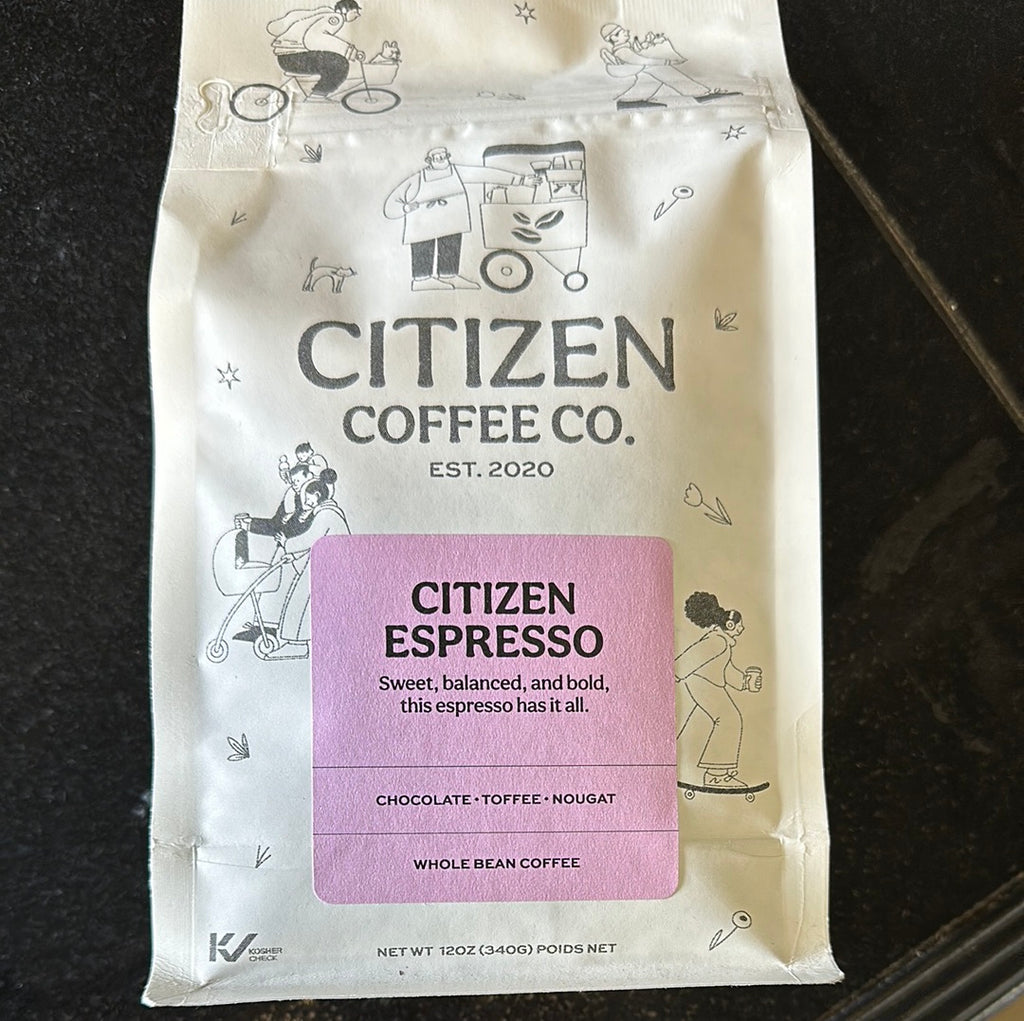 CITIZEN
COFFEE CO.
EST. 2020
CITIZEN
ESPRESSO
Sweet, balanced, and bold,
this espresso has it all.
CHOCOLATE • TOFFEE • NOUGAT
WHOLE BEAN COFFEE
KV KOSHER
CHECK
NET WT 12OZ (340G) POIDS NET